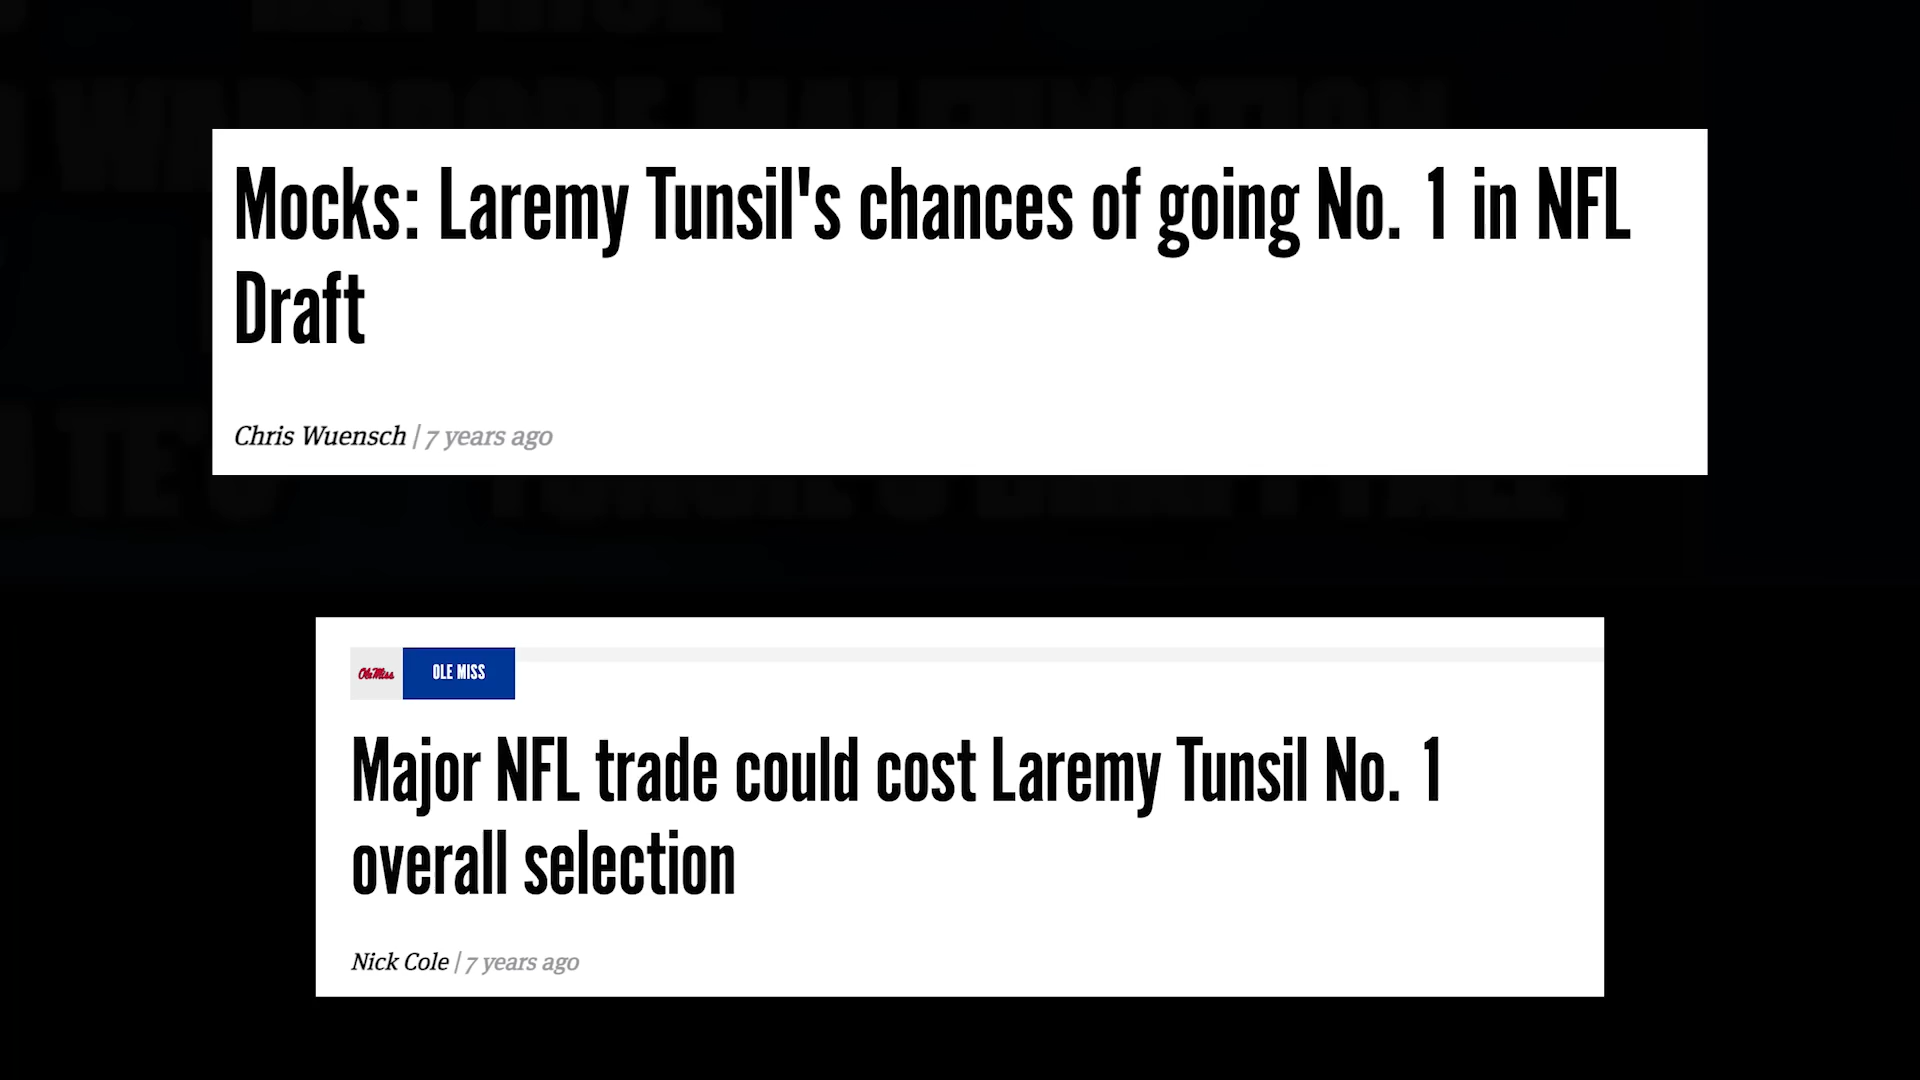 Mocks: Laremy Tunsil's chances of going No. 1 in NFL
Draft
Chris Wuensch | 7 years ago
Ole Miss
OLE MISS
Major NFL trade could cost Laremy Tunsil No. 1
overall selection
Nick Cole | 7 years ago